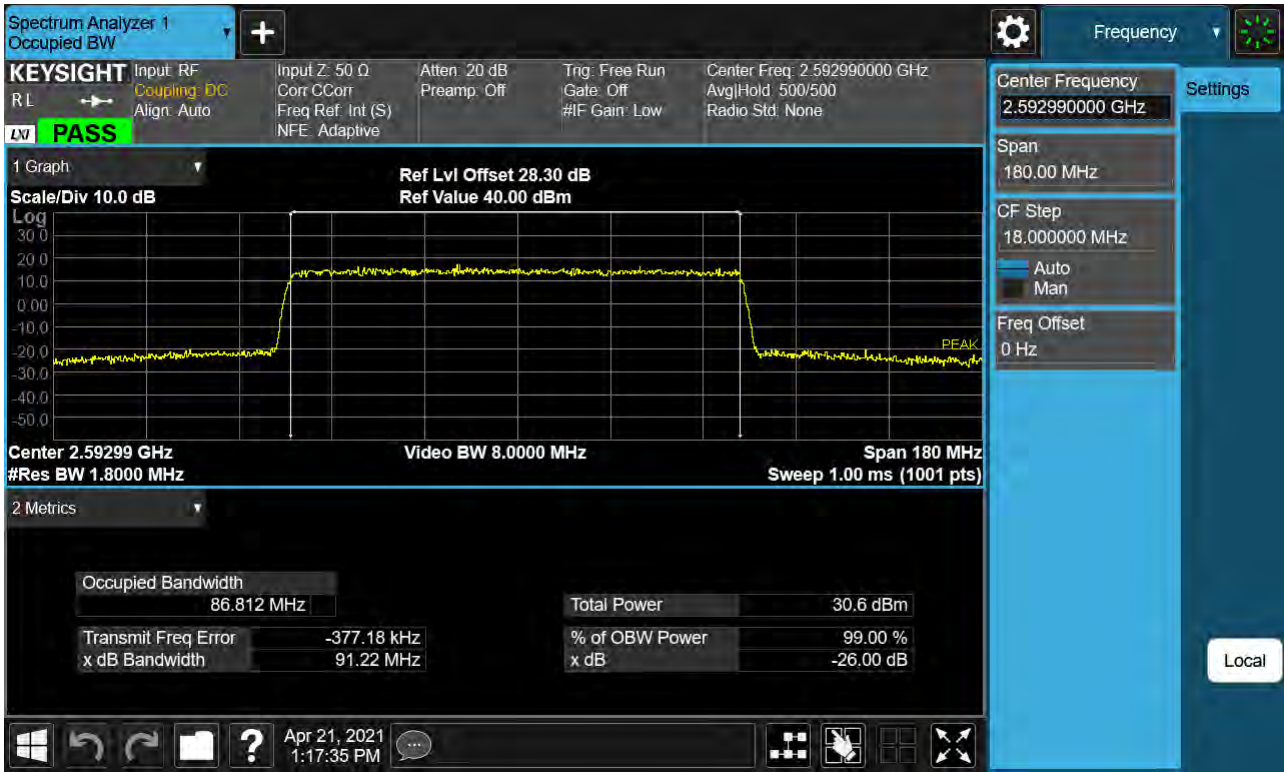 Spectrum Analyzer 1
Occupied BW
Frequency
KEYSIGHT
RL
LXI PASS
Input: RF
Coupling: DC
Align: Auto
Input Z: 50 Ω
Corr CCorr
Freq Ref: Int (S)
NFE: Adaptive
Atten: 20 dB
Preamp: Off
Trig: Free Run
Gate: Off
#IF Gain: Low
Center Freq: 2.592990000 GHz
Avg|Hold: 500/500
Radio Std: None
1 Graph
Scale/Div 10.0 dB
Ref Lvl Offset 28.30 dB
Ref Value 40.00 dBm
Log
30.0
20.0
10.0
0.00
-10.0
-20.0
-30.0
-40.0
-50.0
PEAK
Center 2.59299 GHz
#Res BW 1.8000 MHz
Video BW 8.0000 MHz
Span 180 MHz
Sweep 1.00 ms (1001 pts)
2 Metrics
Occupied Bandwidth
86.812 MHz
Transmit Freq Error -377.18 kHz
x dB Bandwidth 91.22 MHz
Total Power 30.6 dBm
% of OBW Power 99.00 %
x dB -26.00 dB
Center Frequency
2.592990000 GHz
Span
180.00 MHz
CF Step
18.000000 MHz
Auto
Man
Freq Offset
0 Hz
Settings
Local
?
Apr 21, 2021
1:17:35 PM